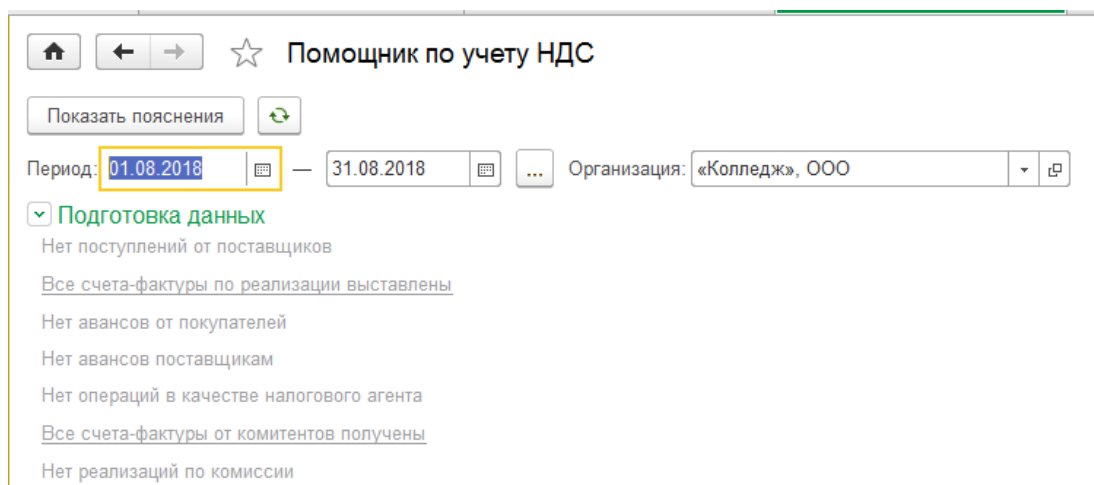 Помощник по учету НДС
Показать пояснения
Период: 01.08.2018 — 31.08.2018 ... Организация: «Колледж», ООО
Подготовка данных
Нет поступлений от поставщиков
Все счета-фактуры по реализации выставлены
Нет авансов от покупателей
Нет авансов поставщикам
Нет операций в качестве налогового агента
Все счета-фактуры от комитентов получены
Нет реализаций по комиссии